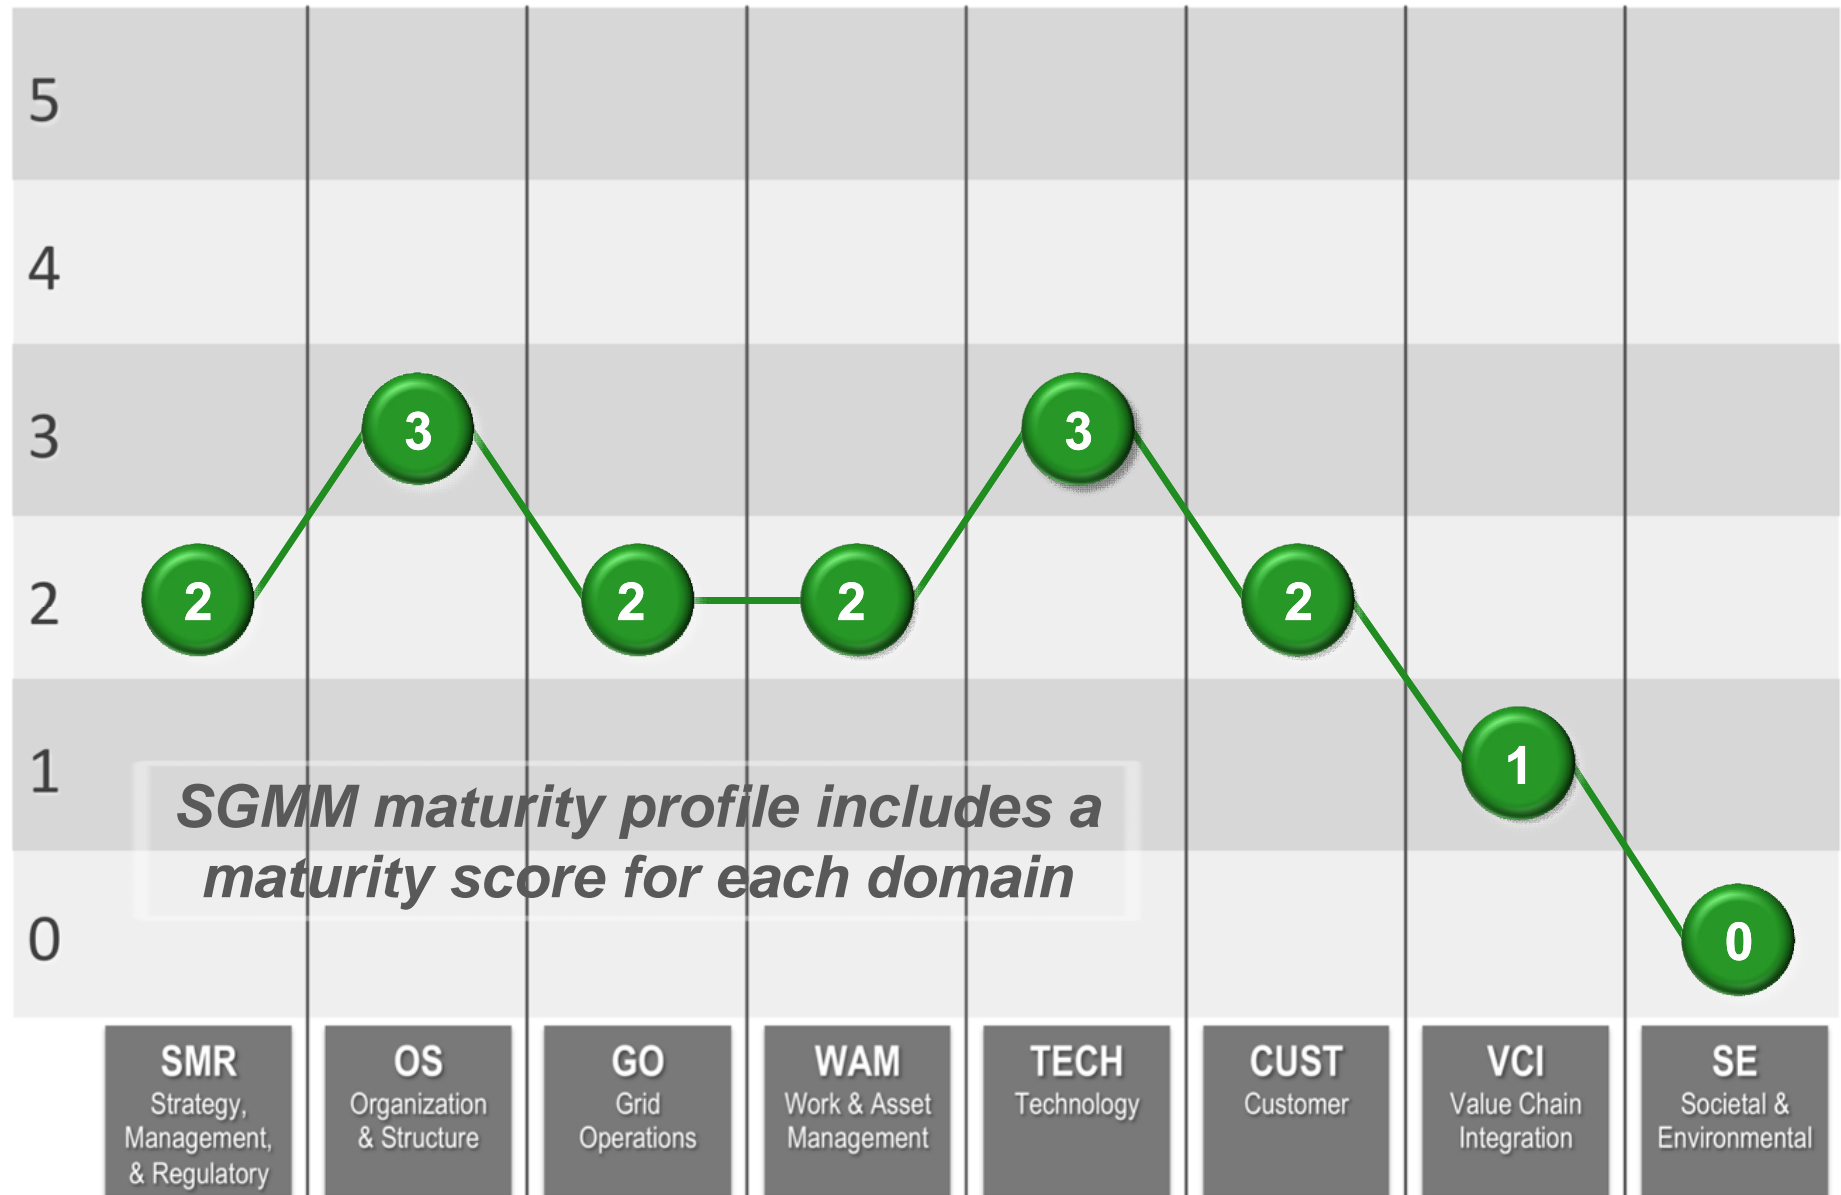 5
4
3
2
1
0
2
3
2
2
3
2
1
0
SGMM maturity profile includes a
maturity score for each domain
SMR
Strategy,
Management,
& Regulatory
OS
Organization
& Structure
GO
Grid
Operations
WAM
Work & Asset
Management
TECH
Technology
CUST
Customer
VCI
Value Chain
Integration
SE
Societal &
Environmental